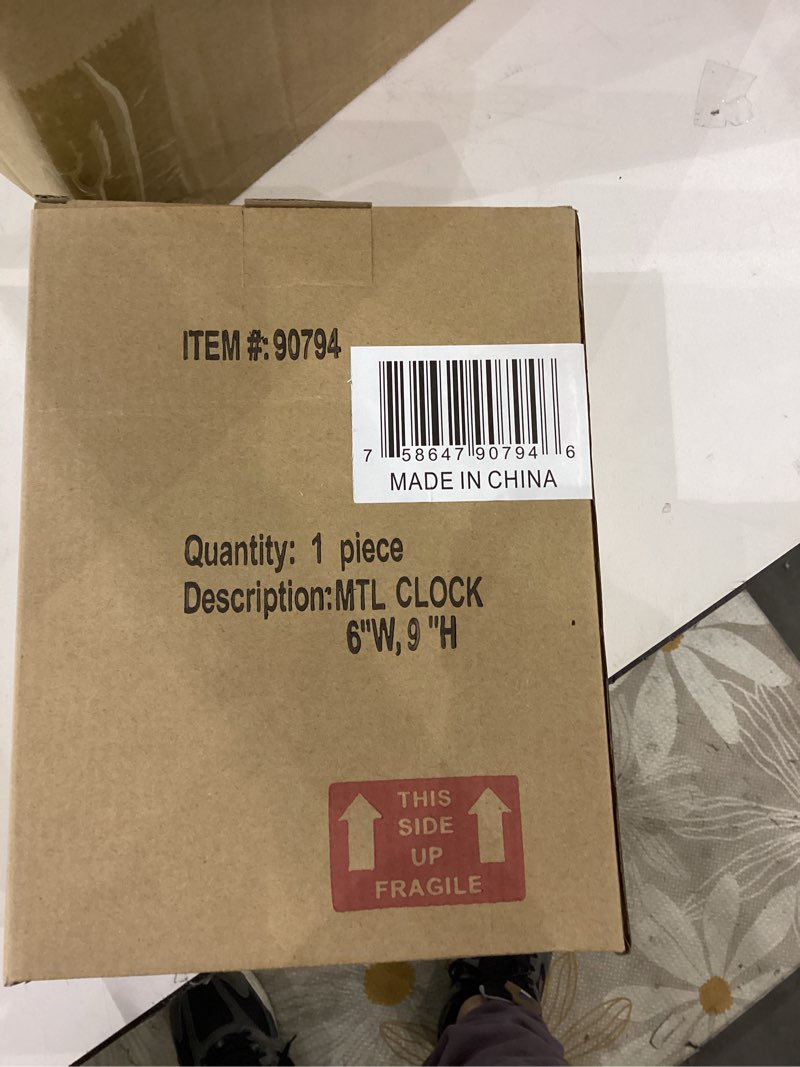 ITEM #: 90794
7 58647 90794 6
MADE IN CHINA
Quantity: 1 piece
Description:MTL CLOCK
6"W, 9 "H
THIS
SIDE
UP
FRAGILE